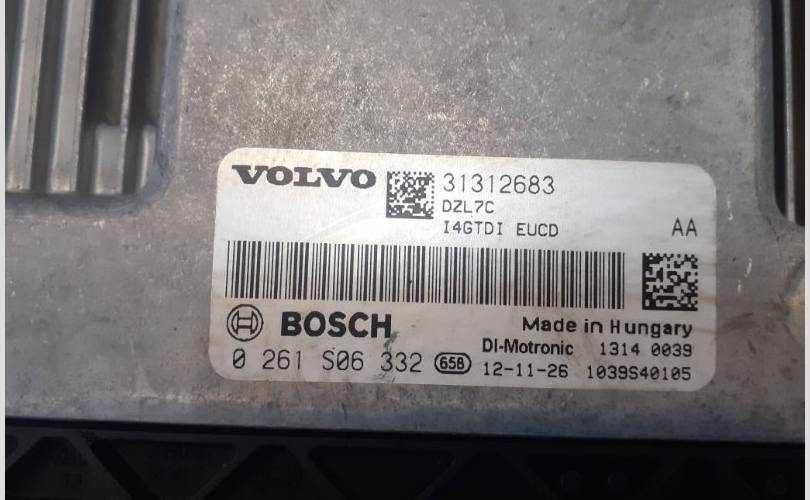 VOLVO 31312683
DZL7C
I4GTDI EUCD AA
BOSCH Made in Hungary
DI-Motronic 1314 0039
0 261 S06 332 65B 12-11-26 1039S40105